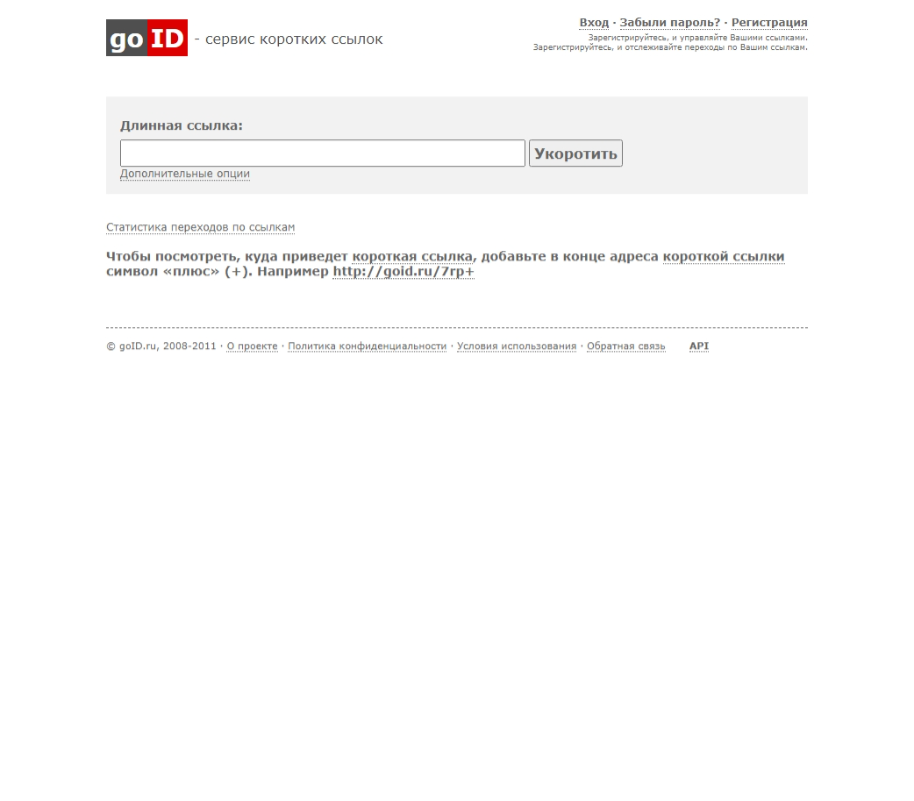 go ID - сервис коротких ссылок
Вход · Забыли пароль? · Регистрация
Зарегистрируйтесь, и управляйте Вашими ссылками.
Зарегистрируйтесь, и отслеживайте переходы по Вашим ссылкам.
Длинная ссылка:
Укоротить
Дополнительные опции
Статистика переходов по ссылкам
Чтобы посмотреть, куда приведет короткая ссылка, добавьте в конце адреса короткой ссылки
символ «плюс» (+). Например http://goid.ru/7rp+
© goID.ru, 2008-2011 · О проекте · Политика конфиденциальности · Условия использования · Обратная связь API